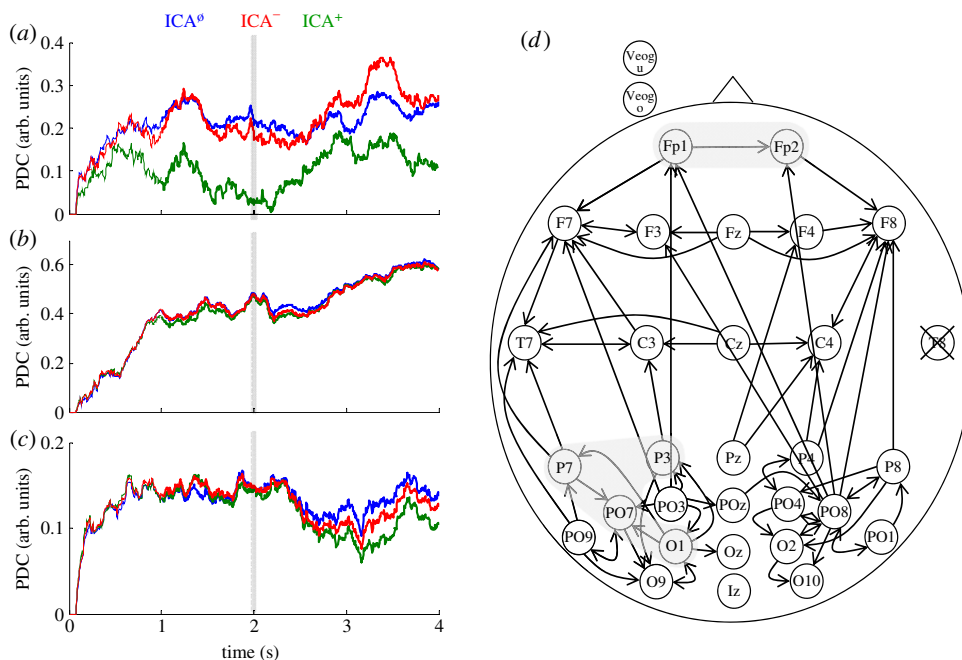 ICAø ICA− ICA+
(a)
0.4
0.3
0.2
0.1
0
PDC (arb. units)
(b)
0.6
0.4
0.2
0
PDC (arb. units)
(c)
0.2
0.1
0
PDC (arb. units)
0 1 2 3 4
time (s)
(d)
Veog
u
Veog
o
Fp1 Fp2
F7 F3 Fz F4 F8
T7 C3 Cz C4 T8
P7 P3 Pz P4 P8
PO7 PO3 POz PO4 PO8
PO9 O1 Oz O2 PO1
O9 Iz O10